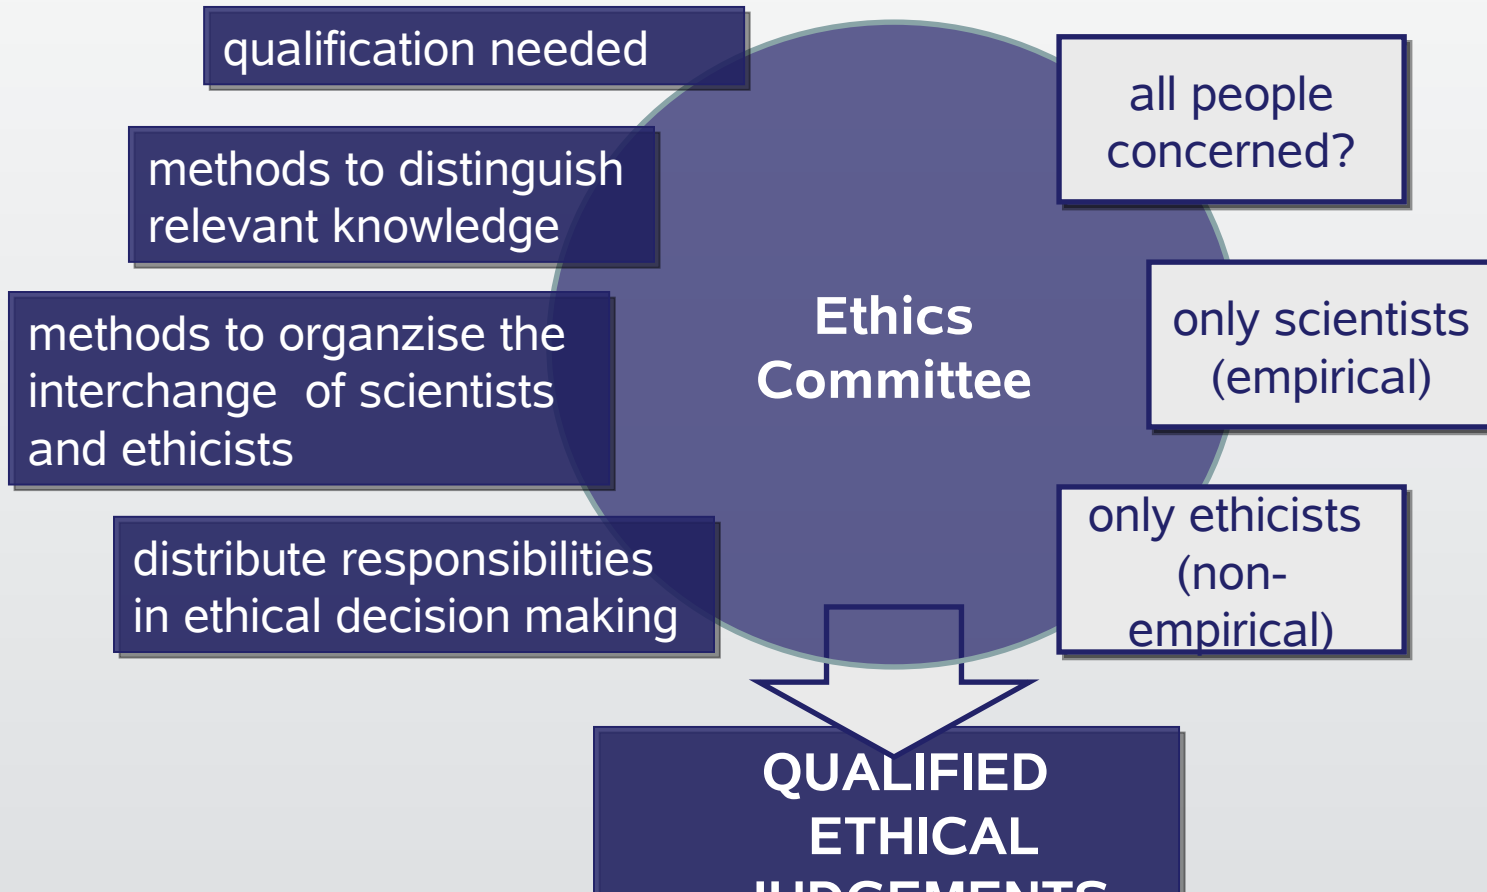 qualification needed
methods to distinguish
relevant knowledge
methods to organzise the
interchange of scientists
and ethicists
distribute responsibilities
in ethical decision making
Ethics
Committee
all people
concerned?
only scientists
(empirical)
only ethicists
(non-
empirical)
QUALIFIED
ETHICAL
JUDGEMENTS